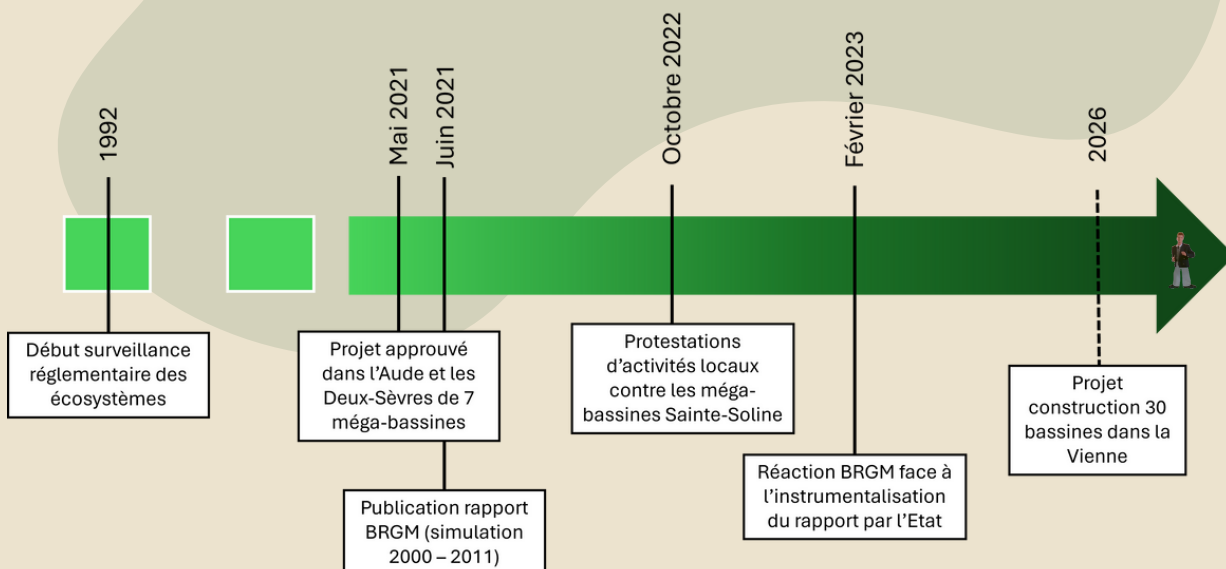 1992
Mai 2021
Juin 2021
Octobre 2022
Février 2023
2026
Début surveillance
réglementaire des
écosystèmes
Projet approuvé
dans l’Aude et les
Deux-Sèvres de 7
méga-bassines
Publication rapport
BRGM (simulation
2000 – 2011)
Protestations
d’activités locaux
contre les méga-
bassines Sainte-Soline
Réaction BRGM face à
l’instrumentalisation
du rapport par l’Etat
Projet
construction 30
bassines dans la
Vienne